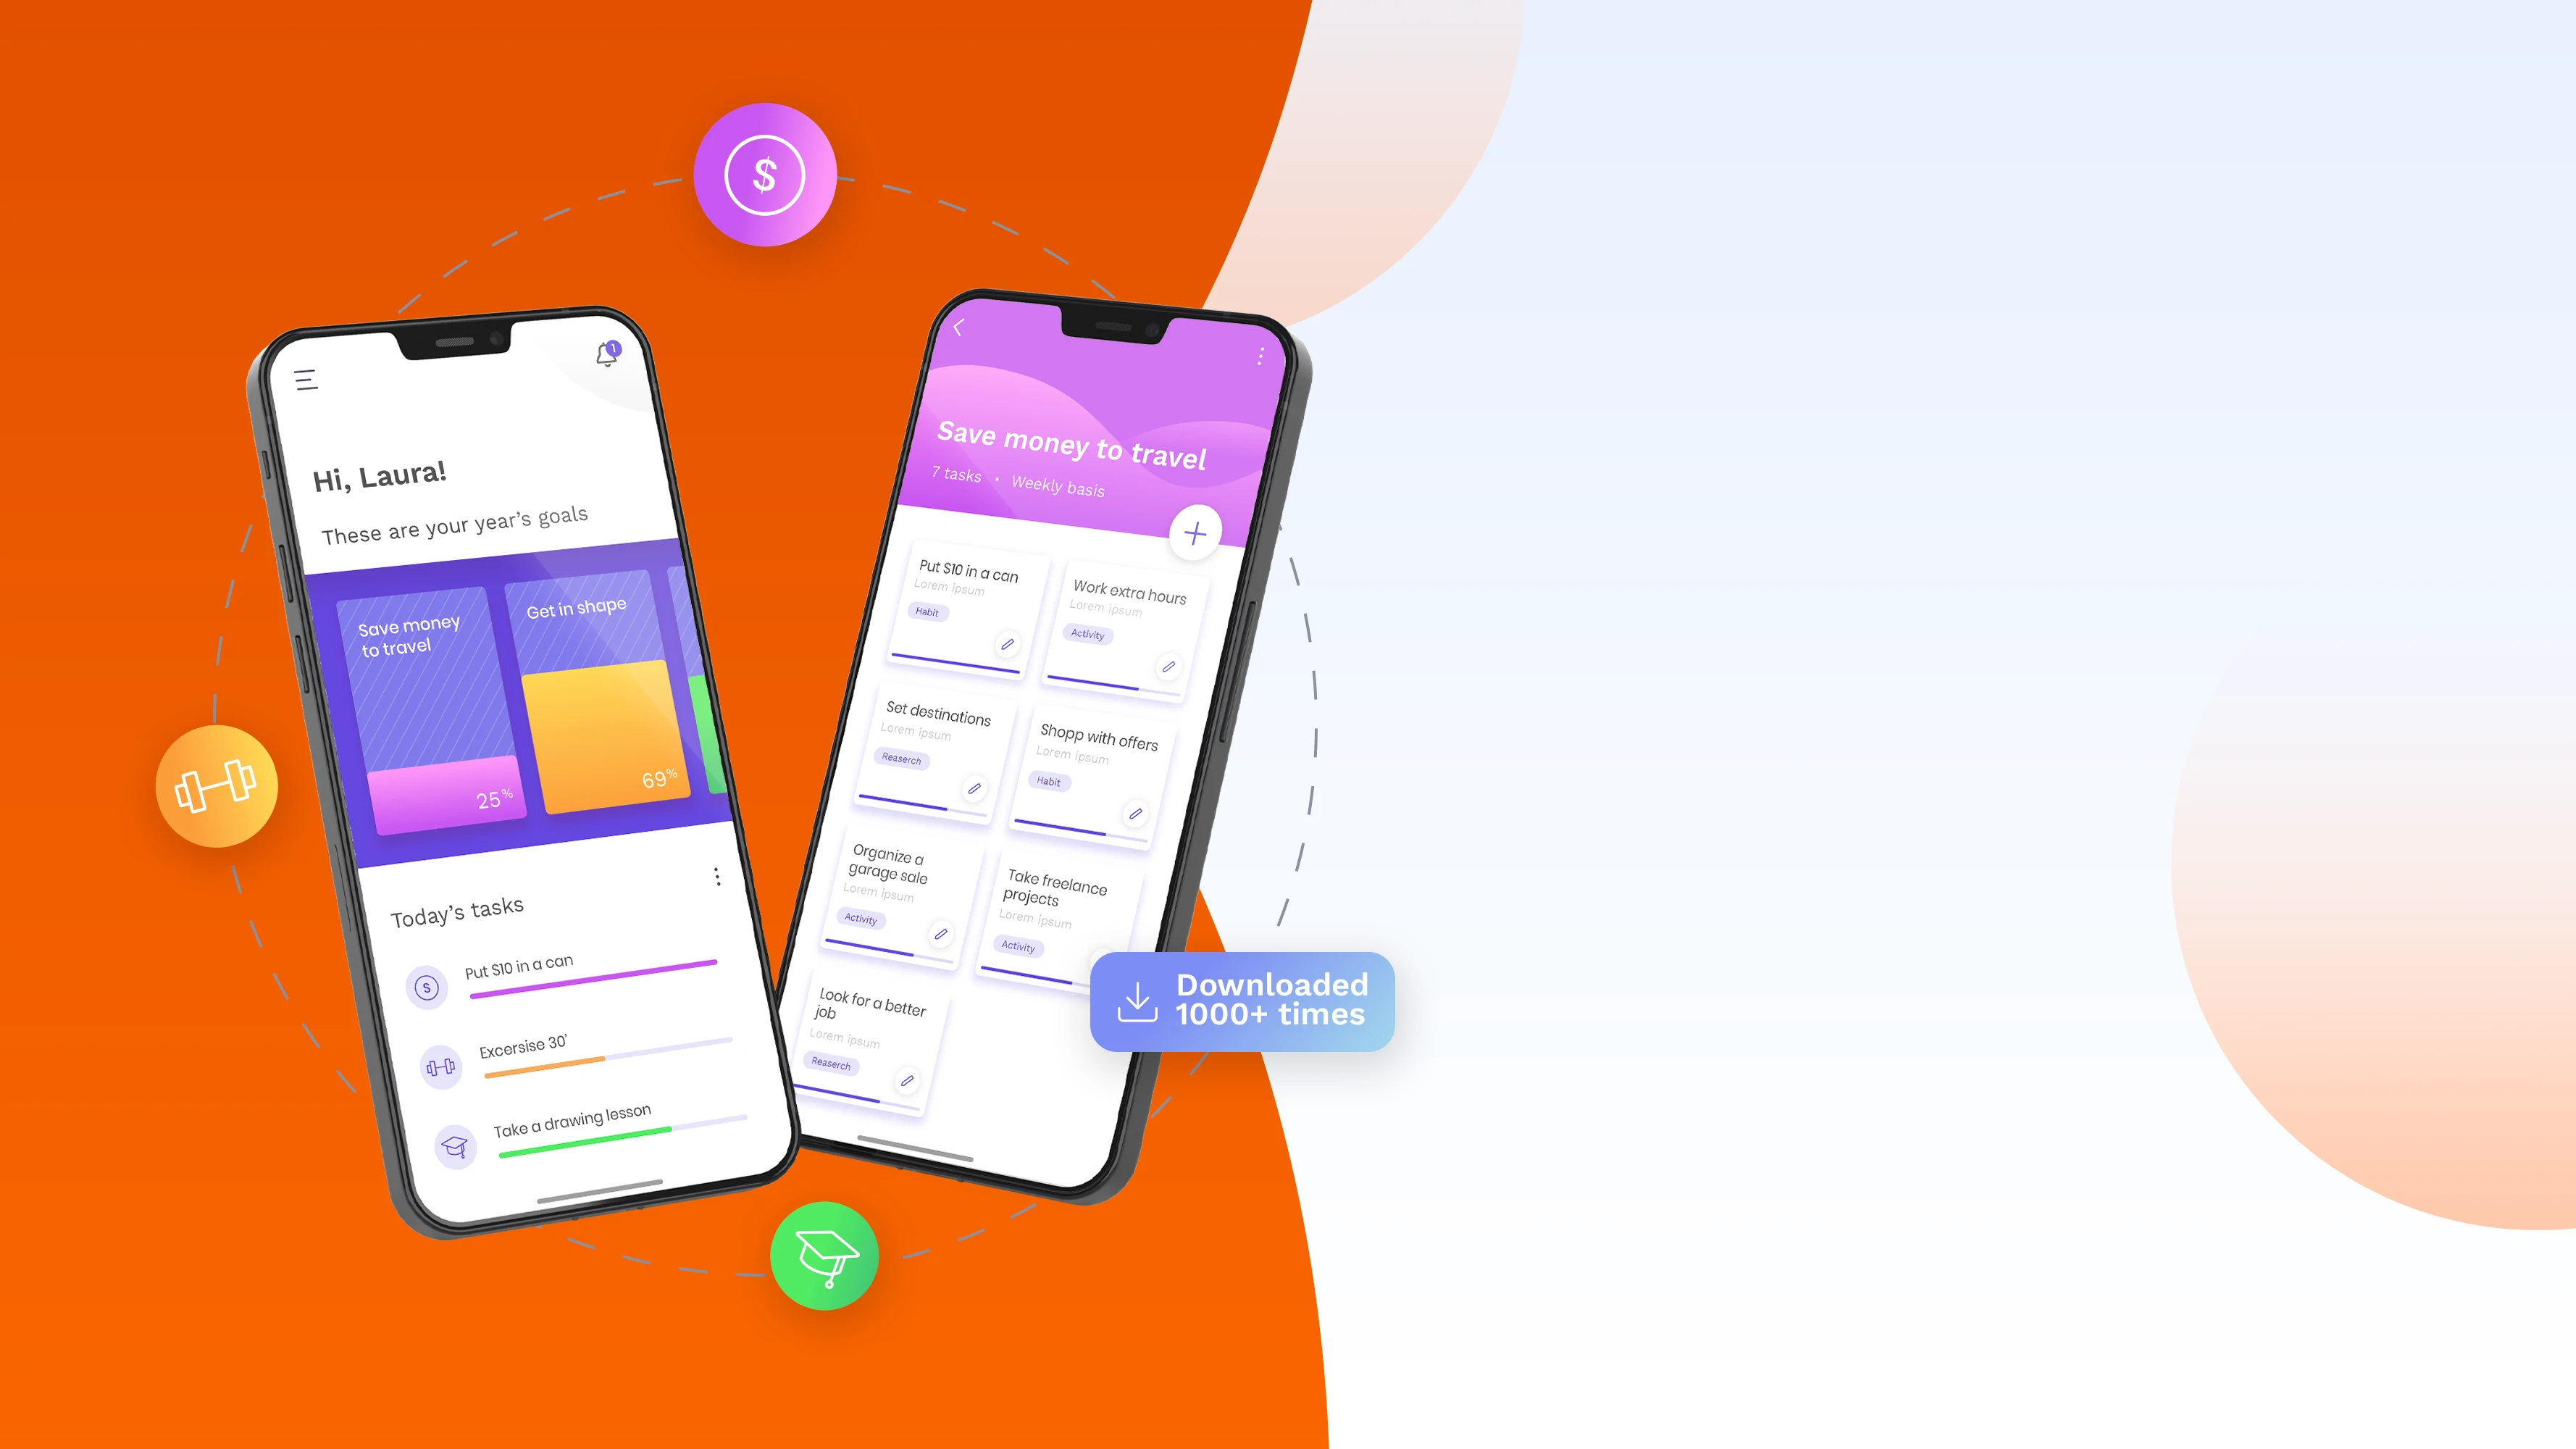 $
1
Hi, Laura!
These are your year's goals
Save money
to travel
25%
Get in shape
69%
Today's tasks
$
Put $10 in a can
Excersise 30'
Take a drawing lesson
Save money to travel
7 tasks • Weekly basis
Put $10 in a can
Lorem ipsum
Habit
Work extra hours
Lorem ipsum
Activity
Set destinations
Lorem ipsum
Reaserch
Shopp with offers
Lorem ipsum
Habit
Organize a
garage sale
Lorem ipsum
Activity
Take freelance
projects
Lorem ipsum
Activity
Look for a better
job
Lorem ipsum
Reaserch
Downloaded
1000+ times